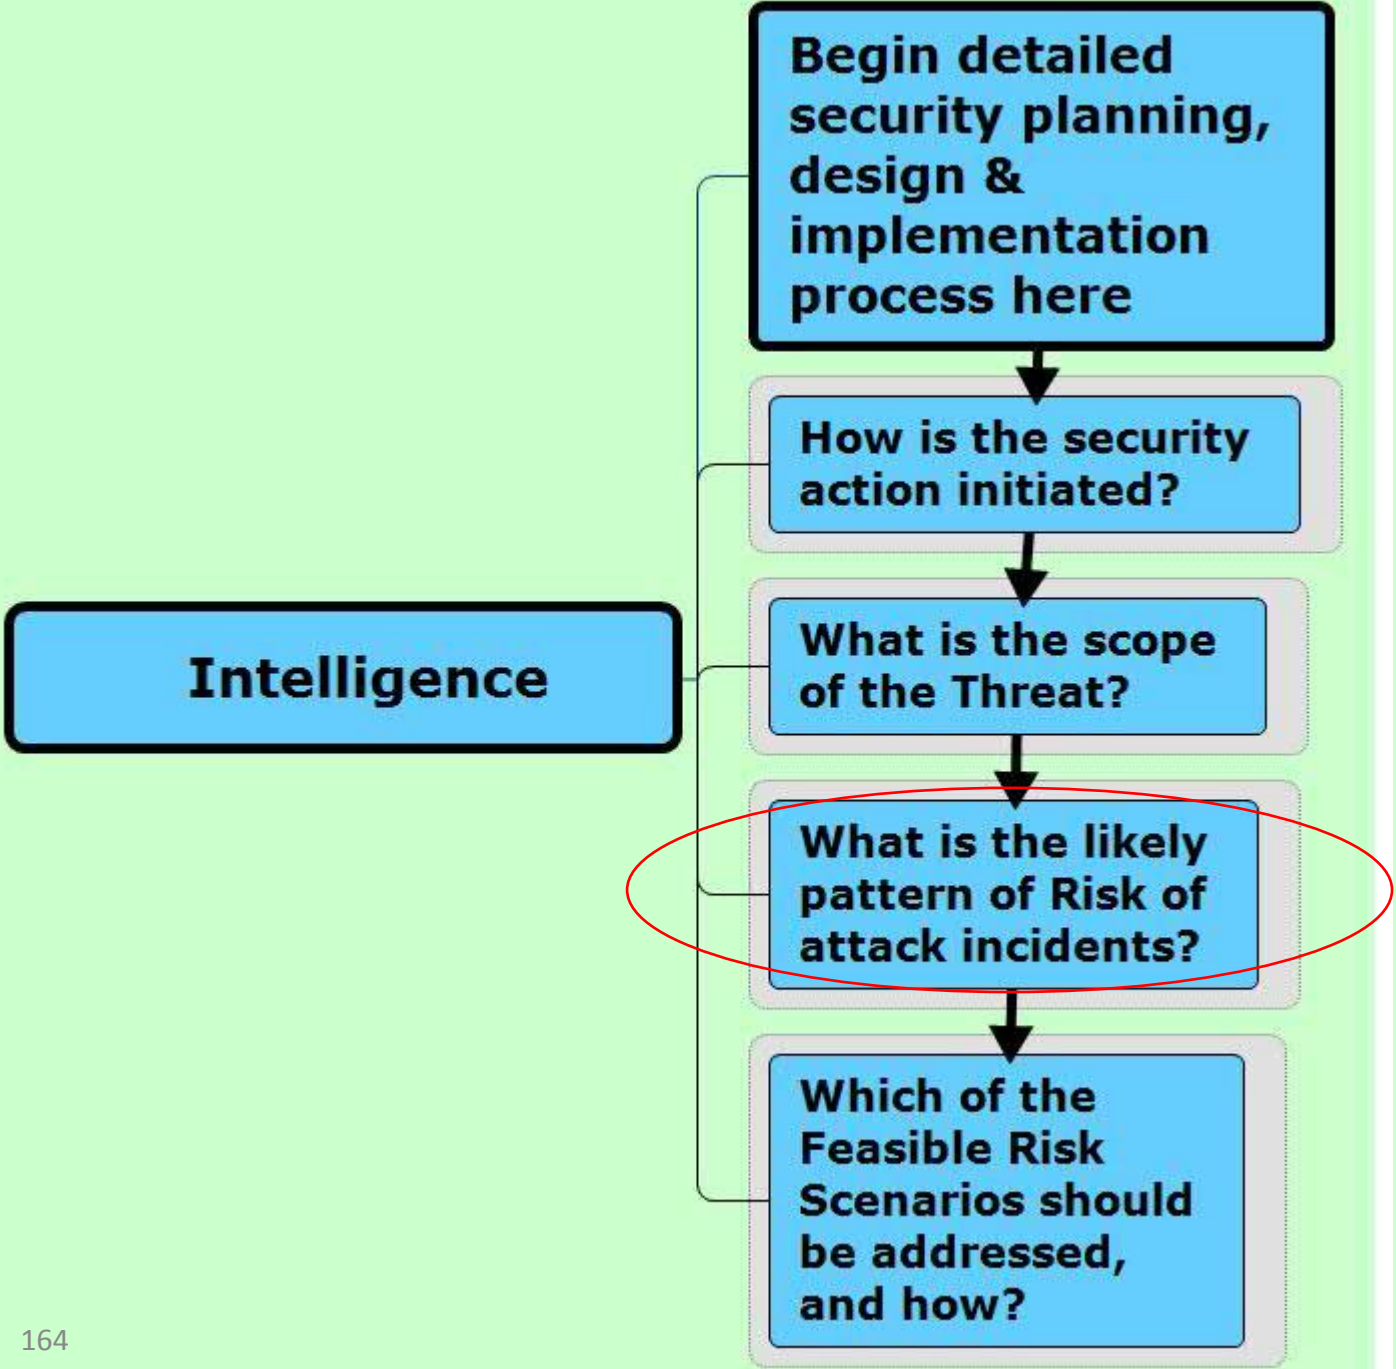 Begin detailed
security planning,
design &
implementation
process here
How is the security
action initiated?
What is the scope
of the Threat?
Intelligence
What is the likely
pattern of Risk of
attack incidents?
Which of the
Feasible Risk
Scenarios should
be addressed,
and how?
164